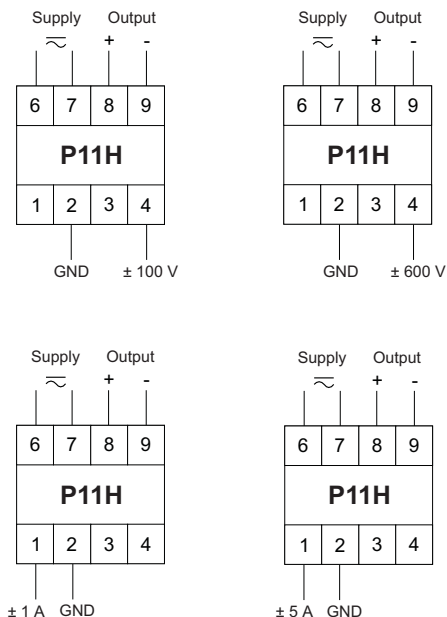 Supply Output
+ -
6 7 8 9
P11H
1 2 3 4
GND ± 100 V
Supply Output
+ -
6 7 8 9
P11H
1 2 3 4
GND ± 600 V
Supply Output
+ -
6 7 8 9
P11H
1 2 3 4
± 1 A GND
Supply Output
+ -
6 7 8 9
P11H
1 2 3 4
± 5 A GND